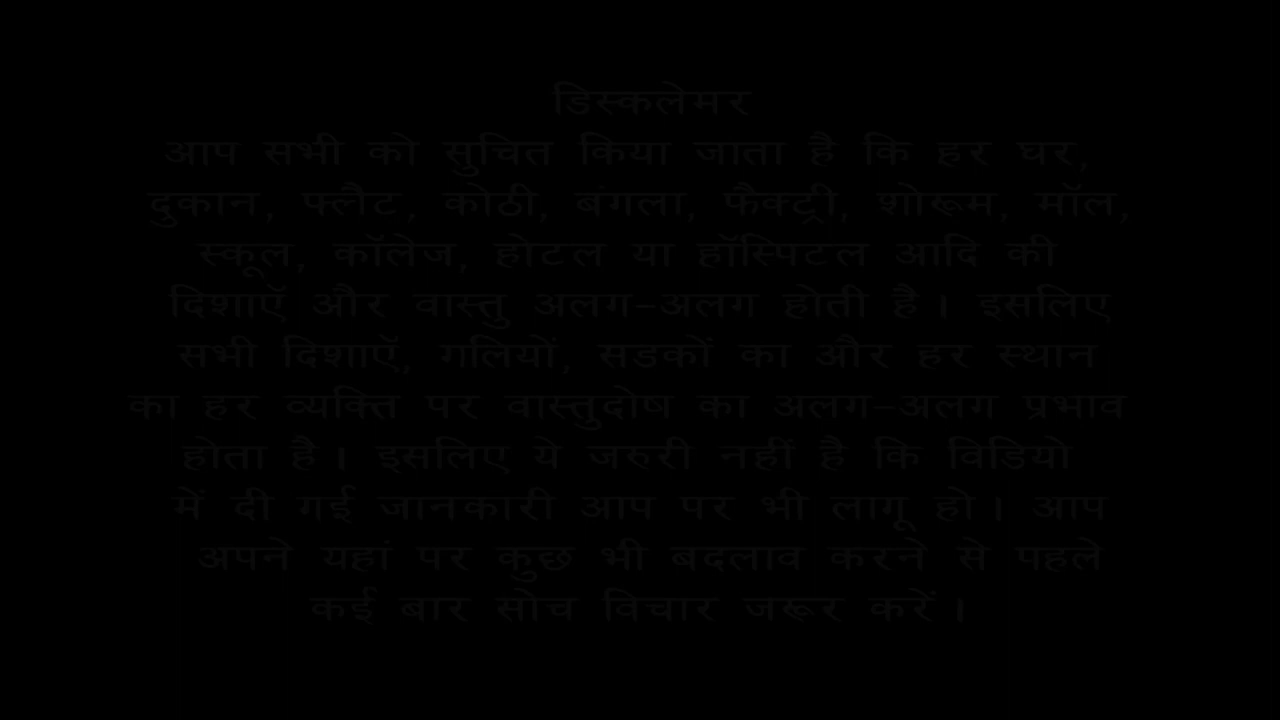 डिस्कलेमर
आप सभी को सुचित किया जाता है कि हर घर,
दुकान, फ्लैट, कोठी, बंगला, फैक्ट्री, शोरूम, मॉल,
स्कूल, कॉलेज, होटल या हॉस्पिटल आदि की
दिशाएॅ और वास्तु अलग–अलग होती है। इसलिए
सभी दिशाएॅ, गलियों, सडकों का और हर स्थान
का हर व्यक्ति पर वास्तुदोष का अलग–अलग प्रभाव
होता है। इसलिए ये जरुरी नहीं है कि विडियो
में दी गई जानकारी आप पर भी लागू हो। आप
अपने यहां पर कुछ भी बदलाव करने से पहले
कई बार सोच विचार जरूर करें।